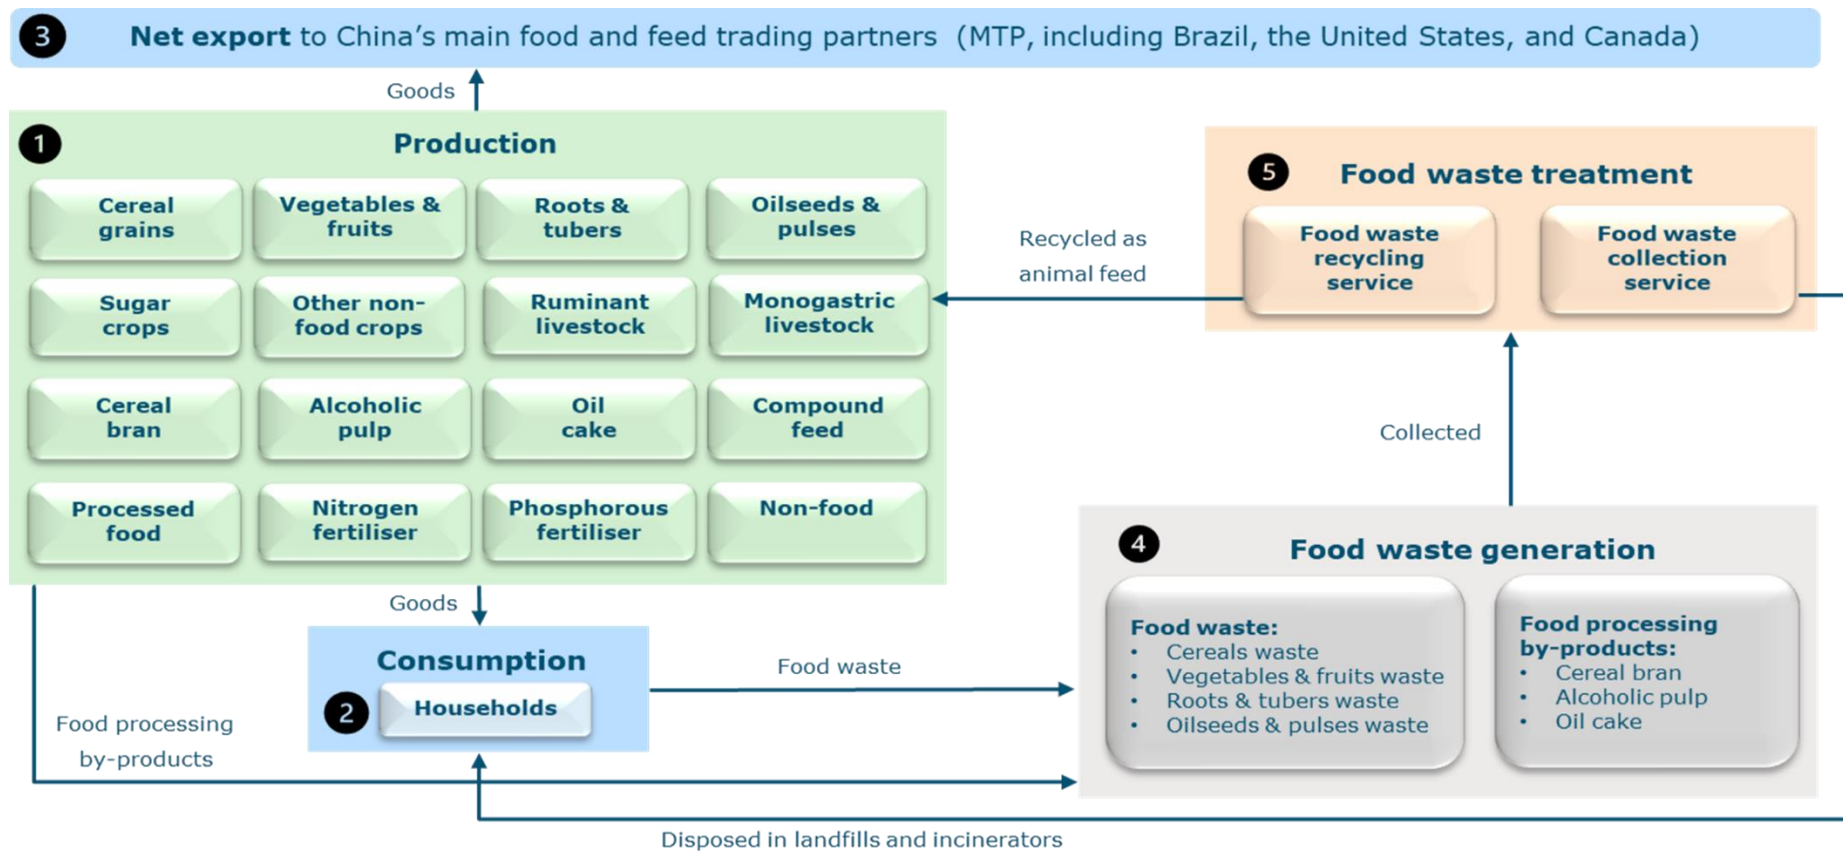 3 Net export to China's main food and feed trading partners (MTP, including Brazil, the United States, and Canada)
Goods
1 Production
Cereal
grains
Vegetables &
fruits
Roots &
tubers
Oilseeds &
pulses
Sugar
crops
Other non-
food crops
Ruminant
livestock
Monogastric
livestock
Cereal
bran
Alcoholic
pulp
Oil
cake
Compound
feed
Processed
food
Nitrogen
fertiliser
Phosphorous
fertiliser
Non-food
Recycled as
animal feed
5 Food waste treatment
Food waste
recycling
service
Food waste
collection
service
Collected
Goods
Consumption
2 Households
Food waste
Food processing
by-products
4 Food waste generation
Food waste:
• Cereals waste
• Vegetables & fruits waste
• Roots & tubers waste
• Oilseeds & pulses waste
Food processing
by-products:
• Cereal bran
• Alcoholic pulp
• Oil cake
Disposed in landfills and incinerators